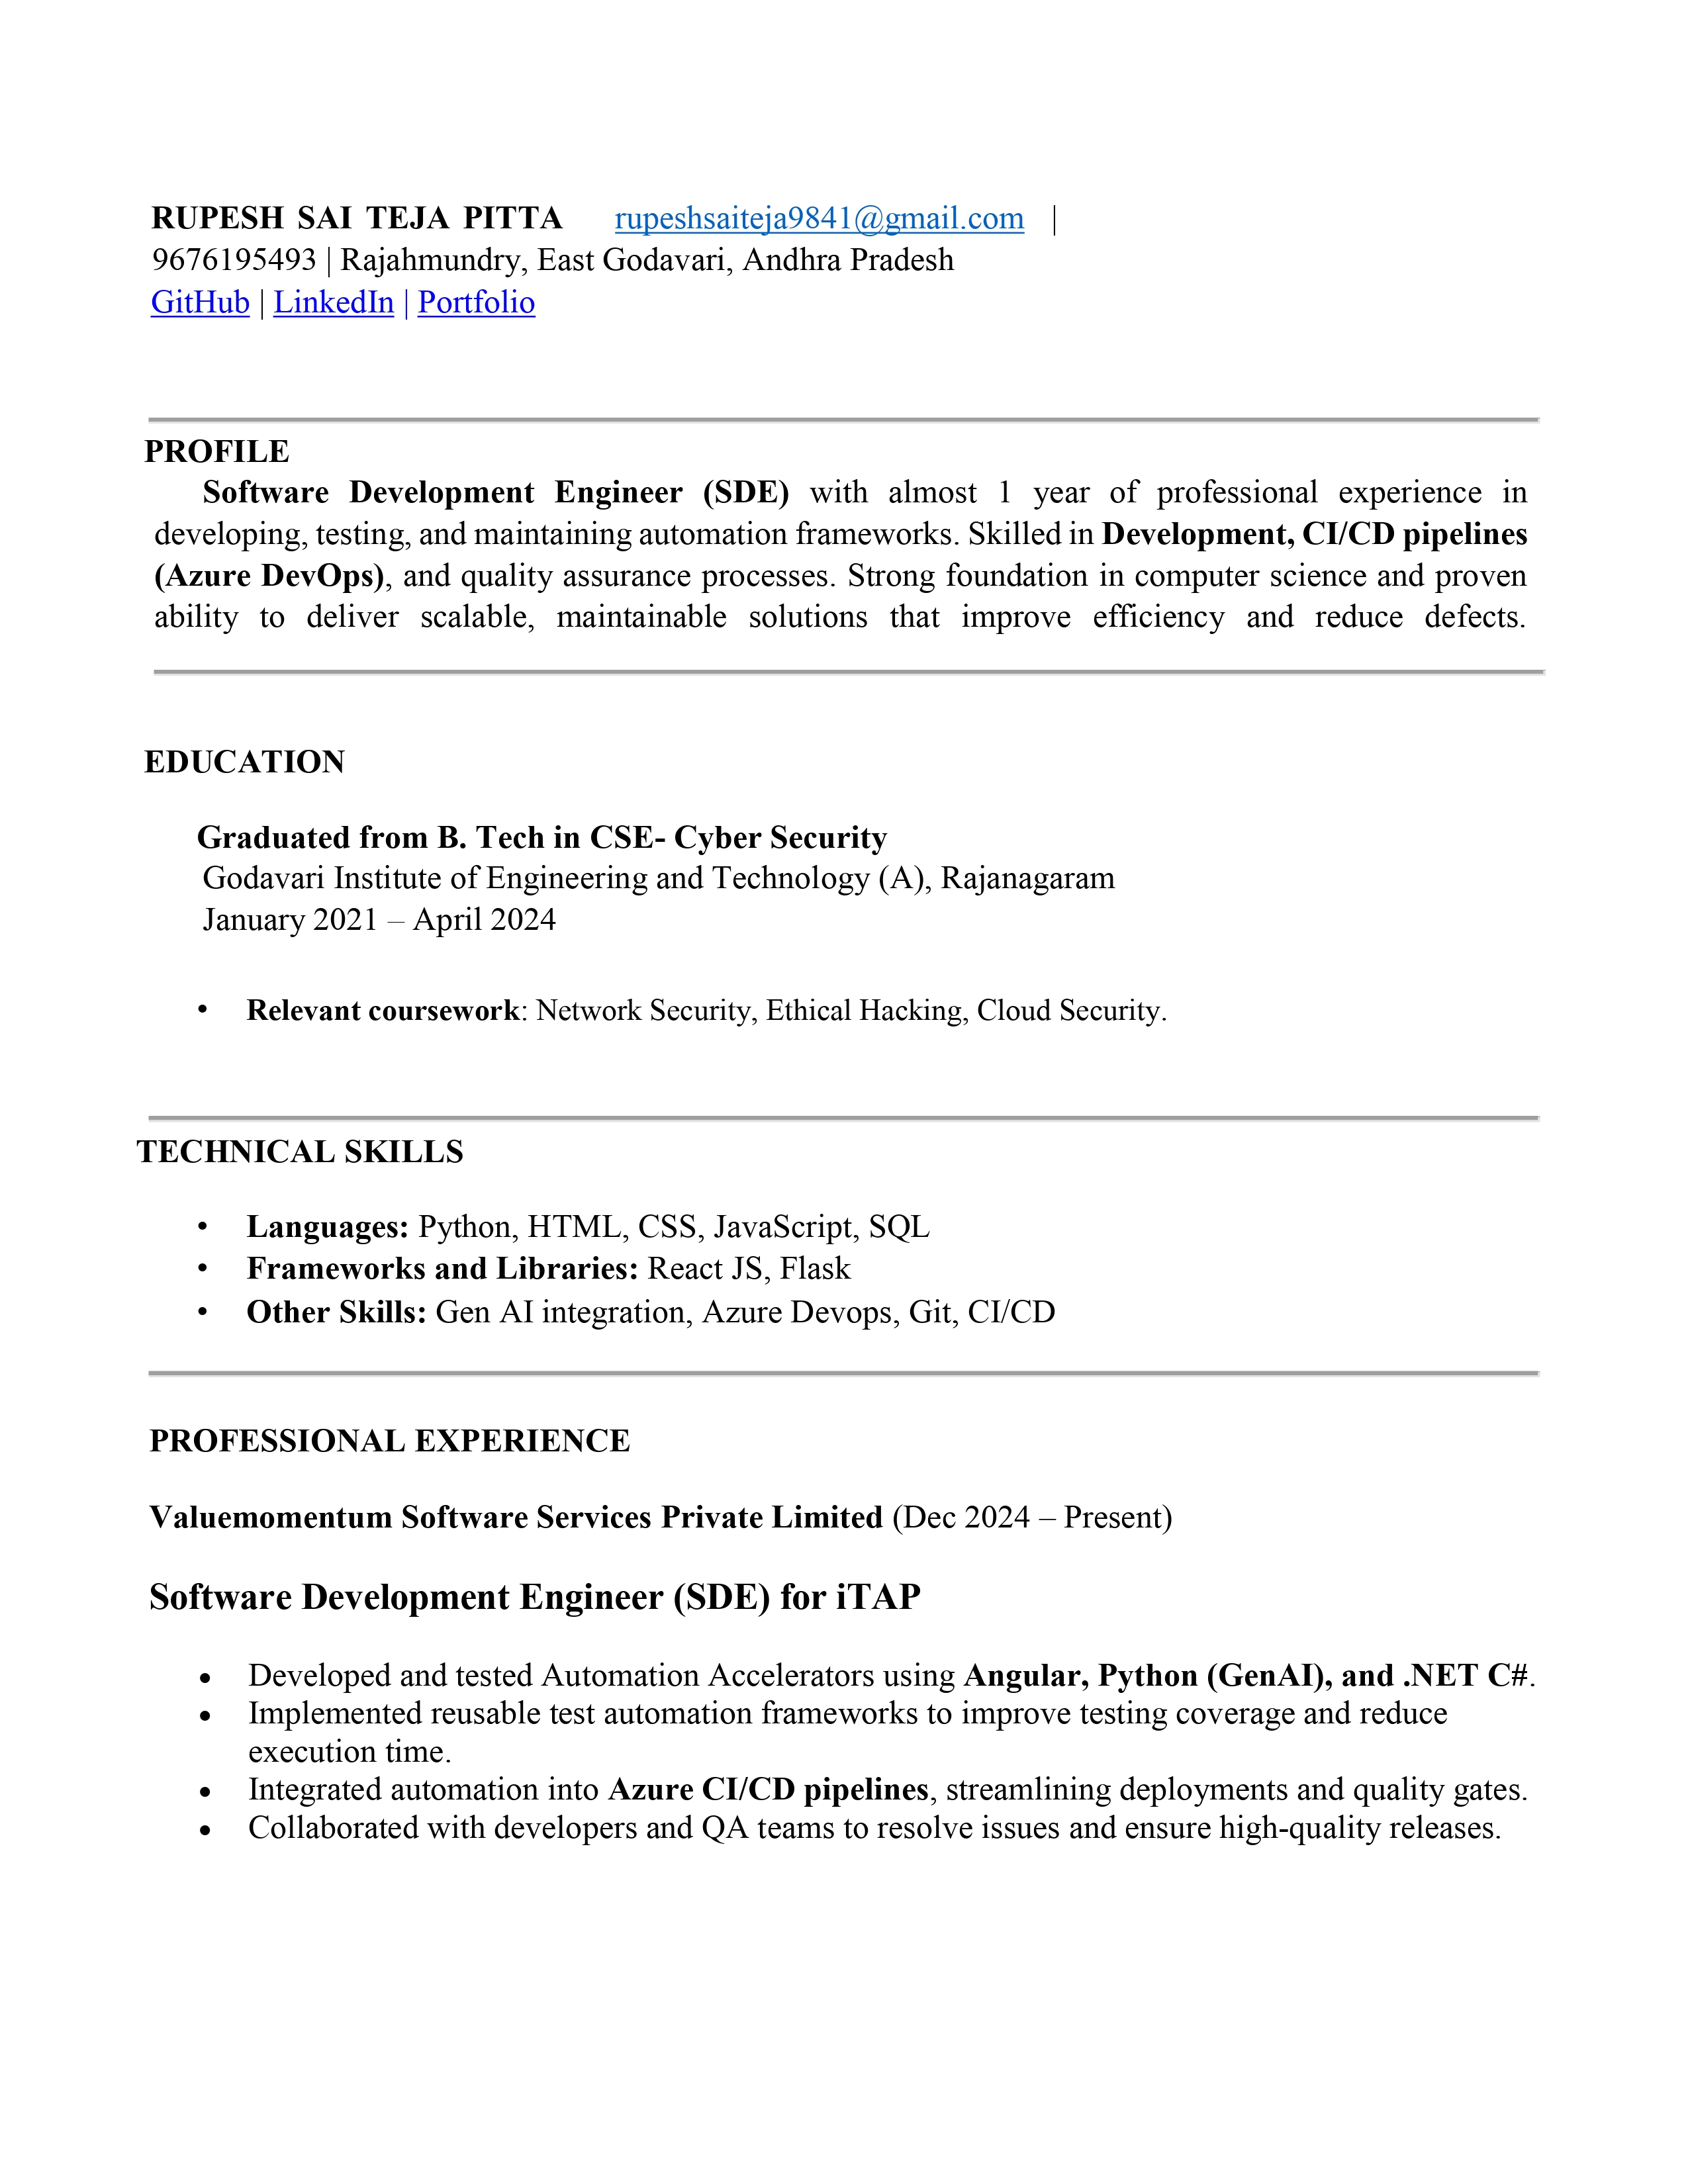 RUPESH SAI TEJA PITTA rupeshsaiteja9841@gmail.com |
9676195493 | Rajahmundry, East Godavari, Andhra Pradesh
GitHub | LinkedIn | Portfolio
PROFILE
Software Development Engineer (SDE) with almost 1 year of professional experience in
developing, testing, and maintaining automation frameworks. Skilled in Development, CI/CD pipelines
(Azure DevOps), and quality assurance processes. Strong foundation in computer science and proven
ability to deliver scalable, maintainable solutions that improve efficiency and reduce defects.
EDUCATION
Graduated from B. Tech in CSE- Cyber Security
Godavari Institute of Engineering and Technology (A), Rajanagaram
January 2021 – April 2024
• Relevant coursework: Network Security, Ethical Hacking, Cloud Security.
TECHNICAL SKILLS
• Languages: Python, HTML, CSS, JavaScript, SQL
• Frameworks and Libraries: React JS, Flask
• Other Skills: Gen AI integration, Azure Devops, Git, CI/CD
PROFESSIONAL EXPERIENCE
Valuemomentum Software Services Private Limited (Dec 2024 – Present)
Software Development Engineer (SDE) for iTAP
• Developed and tested Automation Accelerators using Angular, Python (GenAI), and .NET C#.
• Implemented reusable test automation frameworks to improve testing coverage and reduce
execution time.
• Integrated automation into Azure CI/CD pipelines, streamlining deployments and quality gates.
• Collaborated with developers and QA teams to resolve issues and ensure high-quality releases.